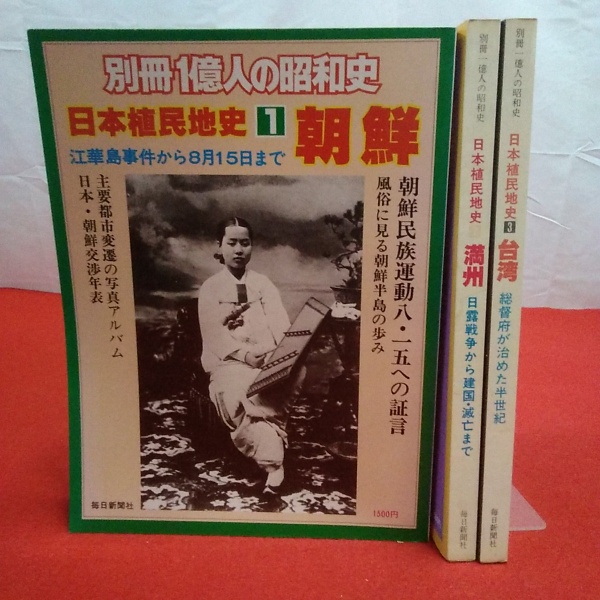 別冊1億人の昭和史
日本植民地史 1 朝鮮
江華島事件から8月15日まで
朝鮮民族運動八・一五への証言
風俗に見る朝鮮半島の歩み
主要都市変遷の写真アルバム
日本・朝鮮交渉年表
毎日新聞社
1500円
別冊一億人の昭和史
日本植民地史
満州
日露戦争から建国・滅亡まで
毎日新聞社
別冊一億人の昭和史
日本植民地史 3
台湾
総督府が治めた半世紀
毎日新聞社